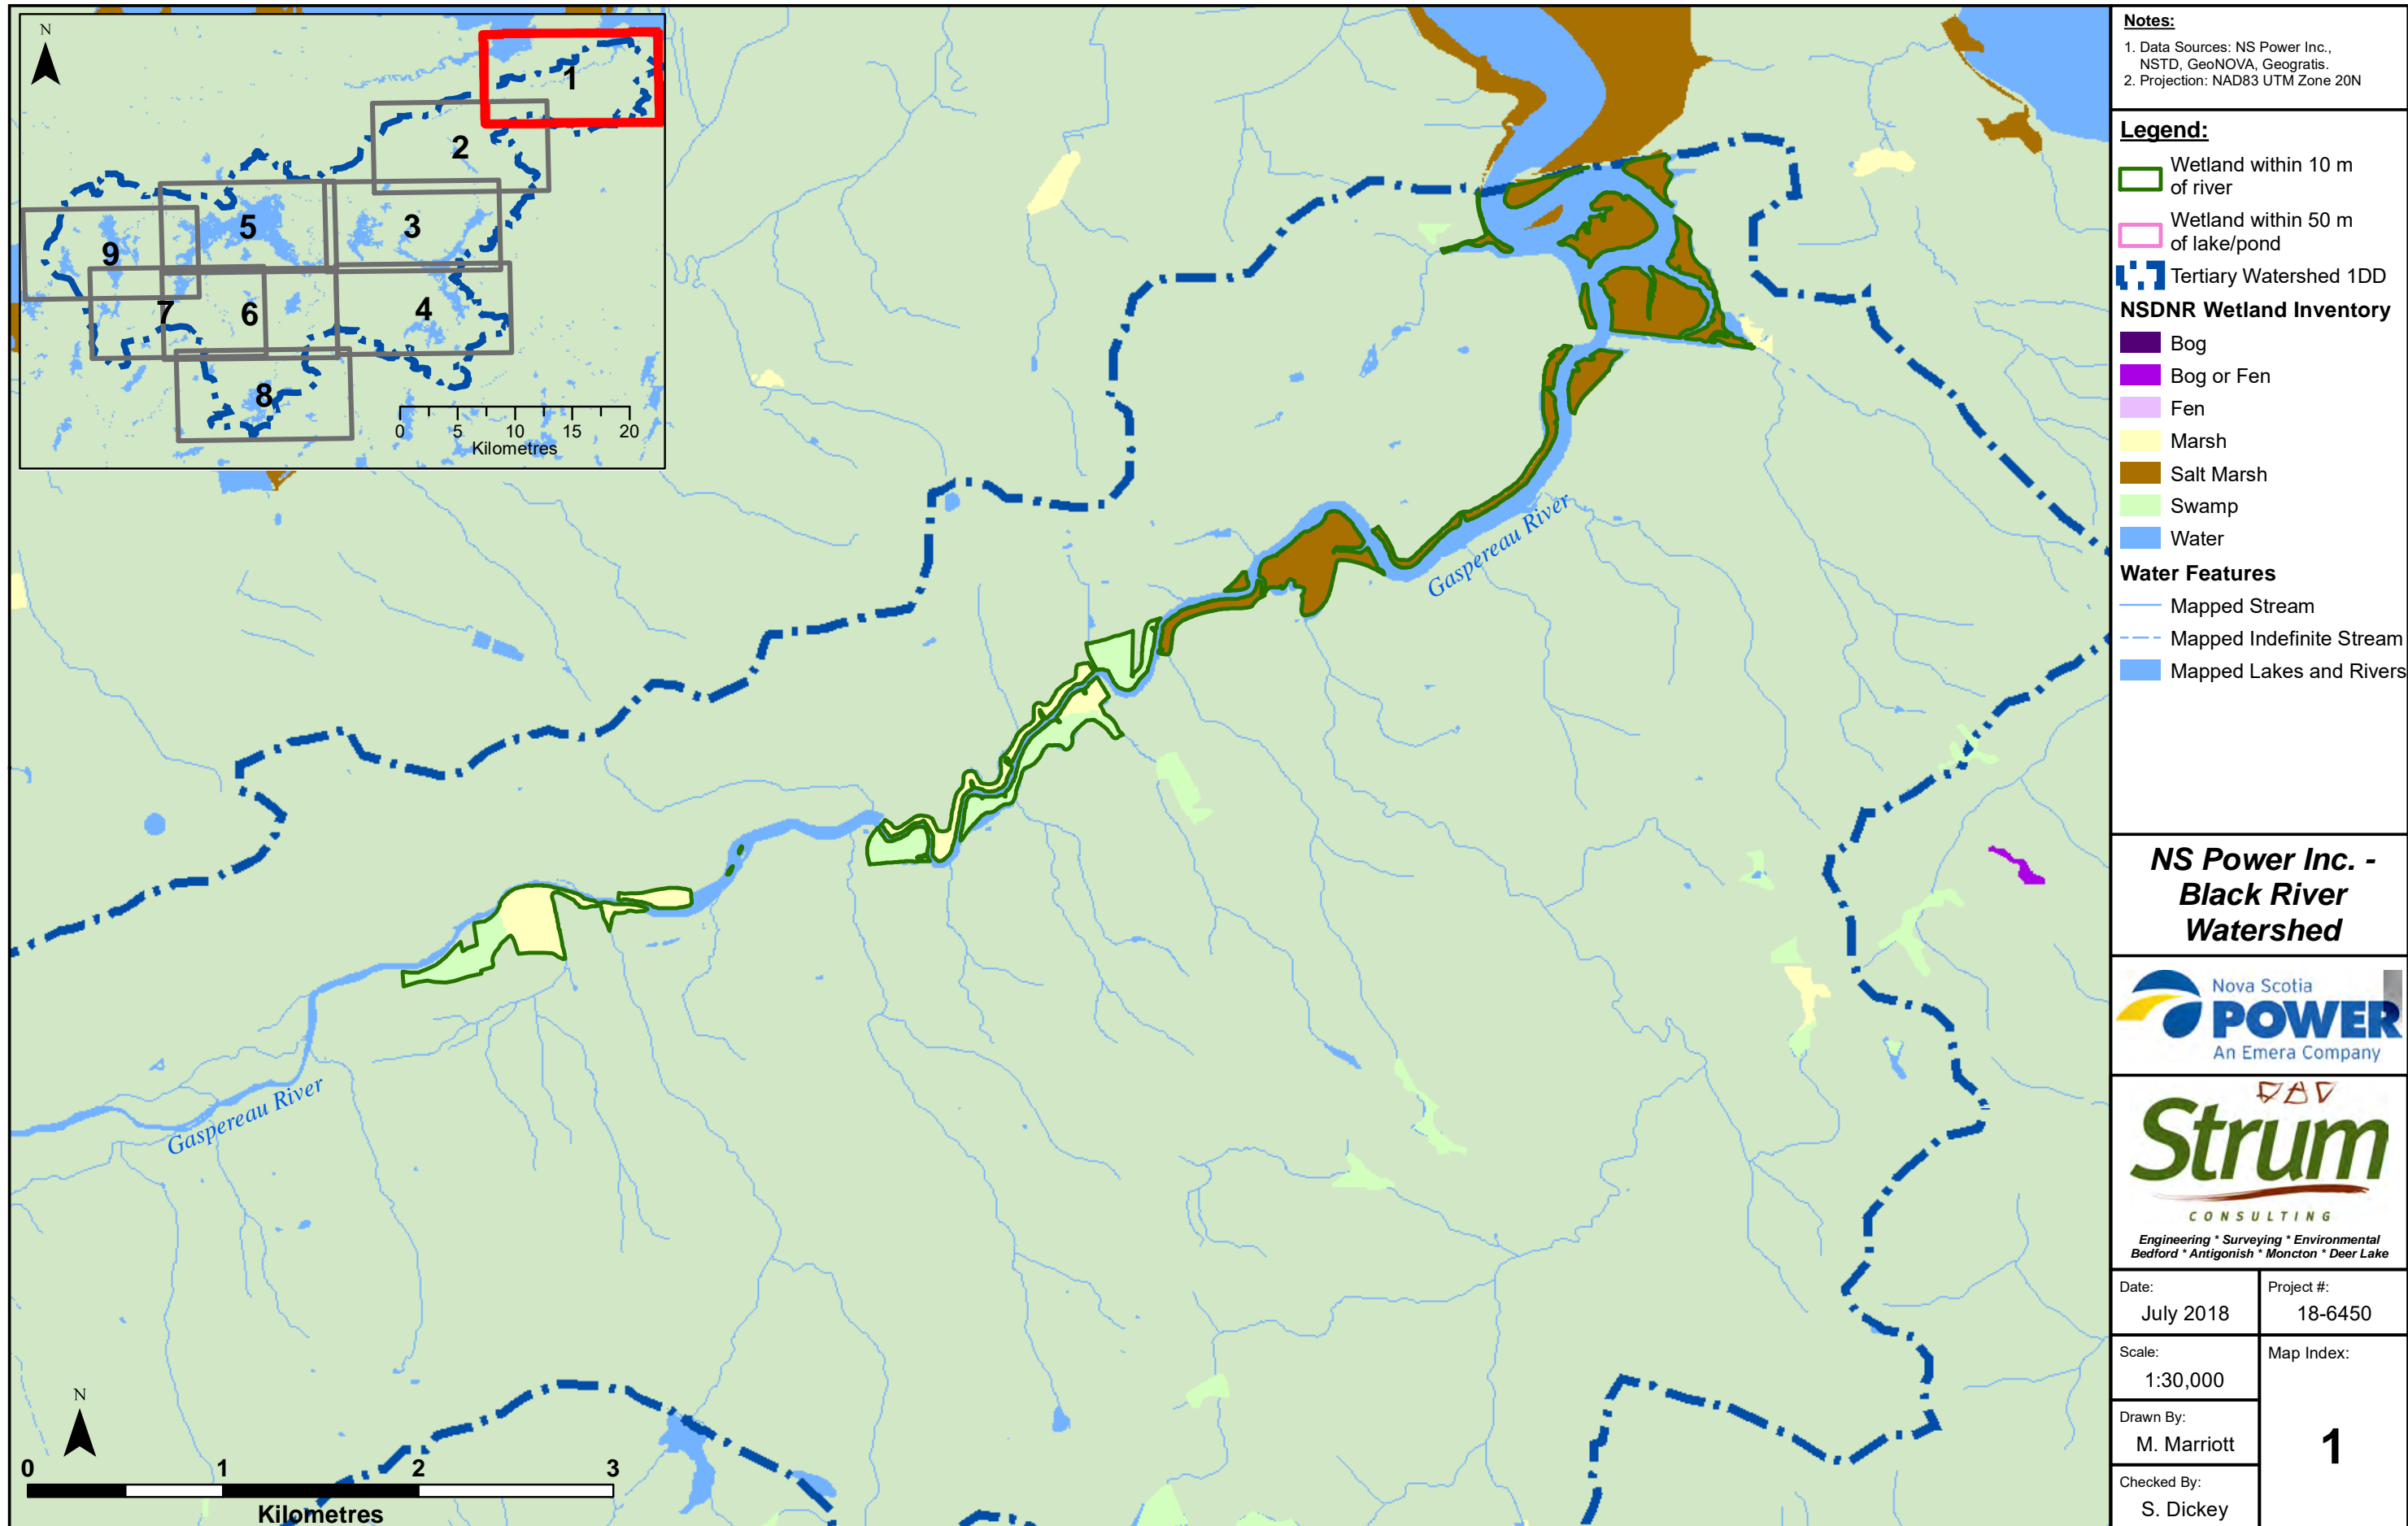 N
1
2
3
4
5
6
7
8
9
0 5 10 15 20
Kilometres
Gaspereau River
Gaspereau River
N
0 1 2 3
Kilometres
Notes:
1. Data Sources: NS Power Inc.,
NSTD, GeoNOVA, Geogratis.
2. Projection: NAD83 UTM Zone 20N
Legend:
Wetland within 10 m
of river
Wetland within 50 m
of lake/pond
Tertiary Watershed 1DD
NSDNR Wetland Inventory
Bog
Bog or Fen
Fen
Marsh
Salt Marsh
Swamp
Water
Water Features
Mapped Stream
Mapped Indefinite Stream
Mapped Lakes and Rivers
NS Power Inc. -
Black River
Watershed
Nova Scotia
POWER
An Emera Company
Strum
CONSULTING
Engineering * Surveying * Environmental
Bedford * Antigonish * Moncton * Deer Lake
Date:
July 2018
Project #:
18-6450
Scale:
1:30,000
Map Index:
1
Drawn By:
M. Marriott
Checked By:
S. Dickey